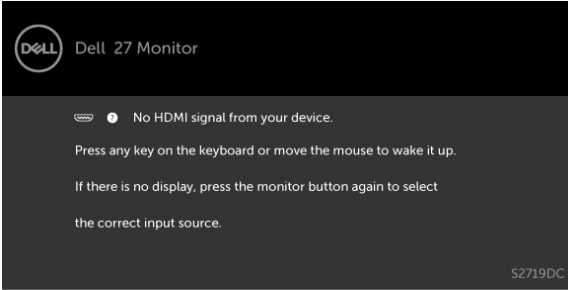 DELL
Dell 27 Monitor
? No HDMI signal from your device.
Press any key on the keyboard or move the mouse to wake it up.
If there is no display, press the monitor button again to select
the correct input source.
S2719DC